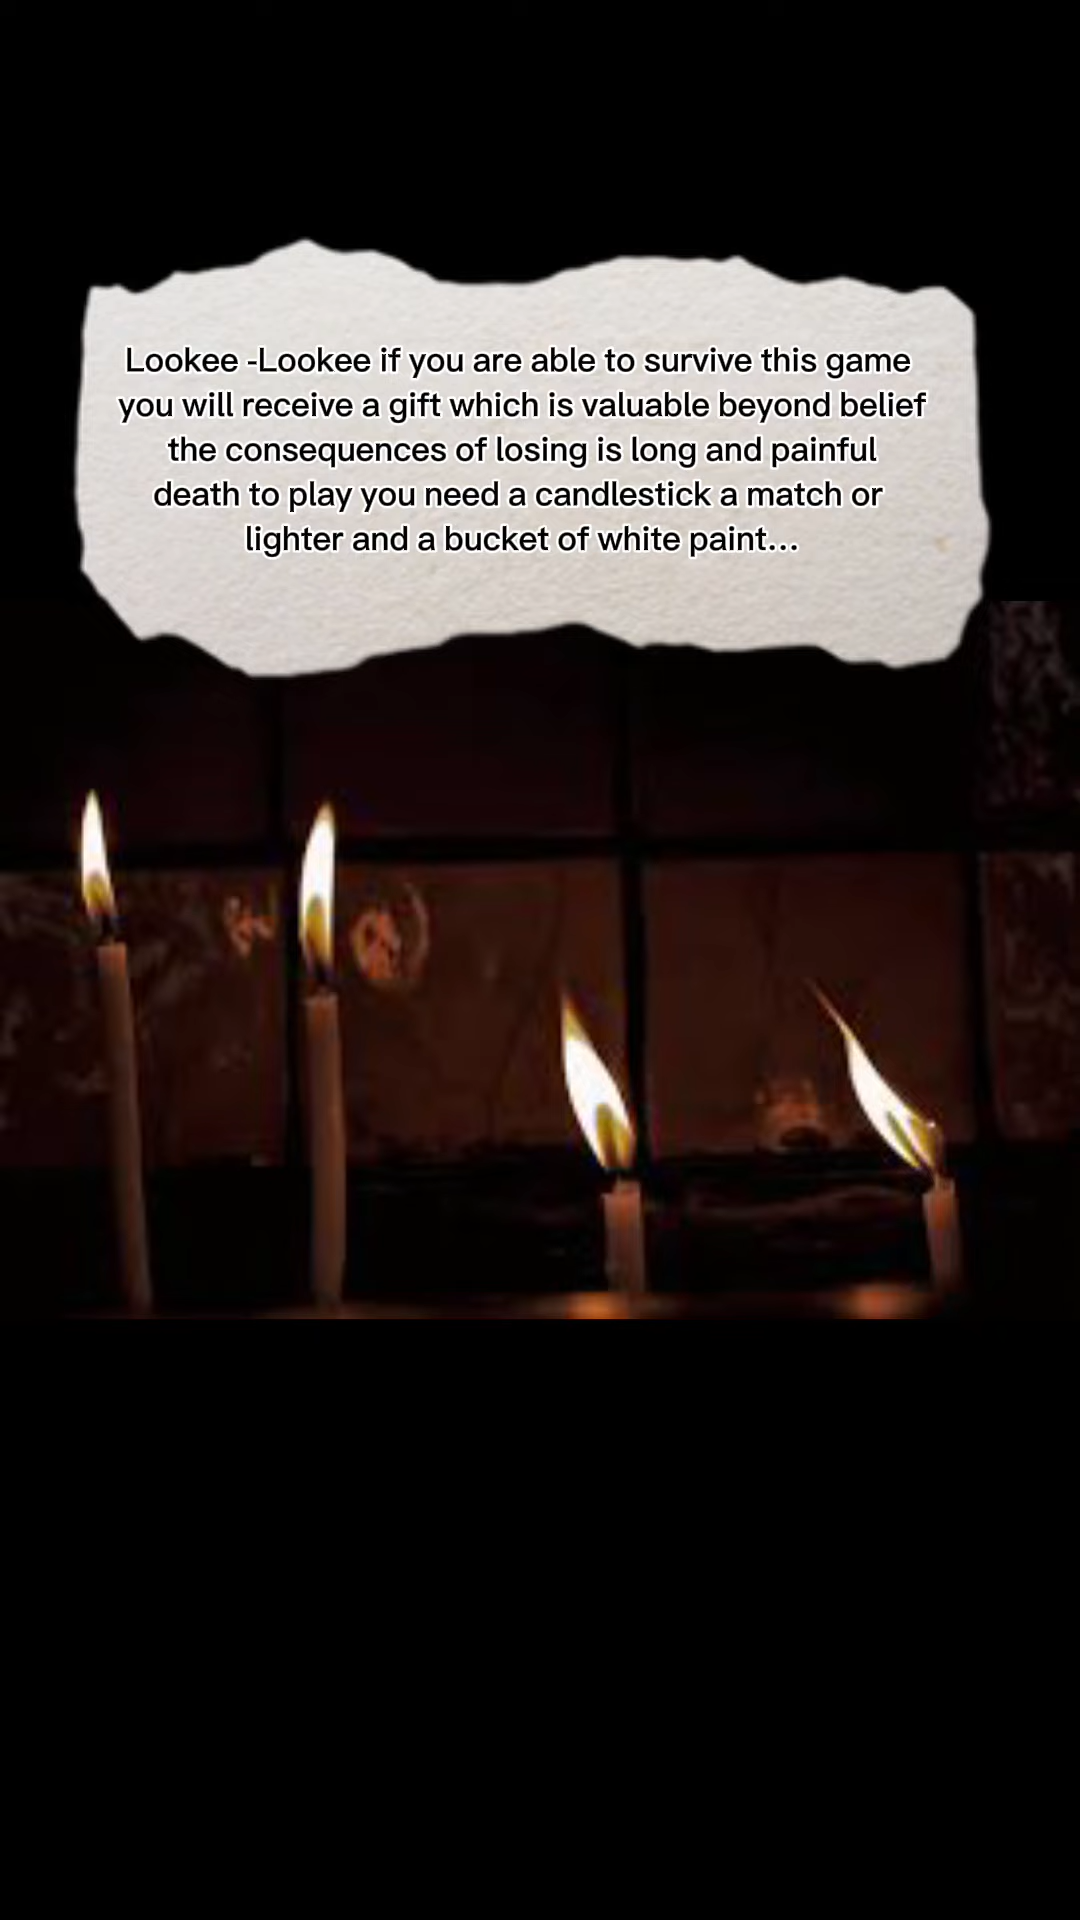 Lookee -Lookee if you are able to survive this game
you will receive a gift which is valuable beyond belief
the consequences of losing is long and painful
death to play you need a candlestick a match or
lighter and a bucket of white paint...